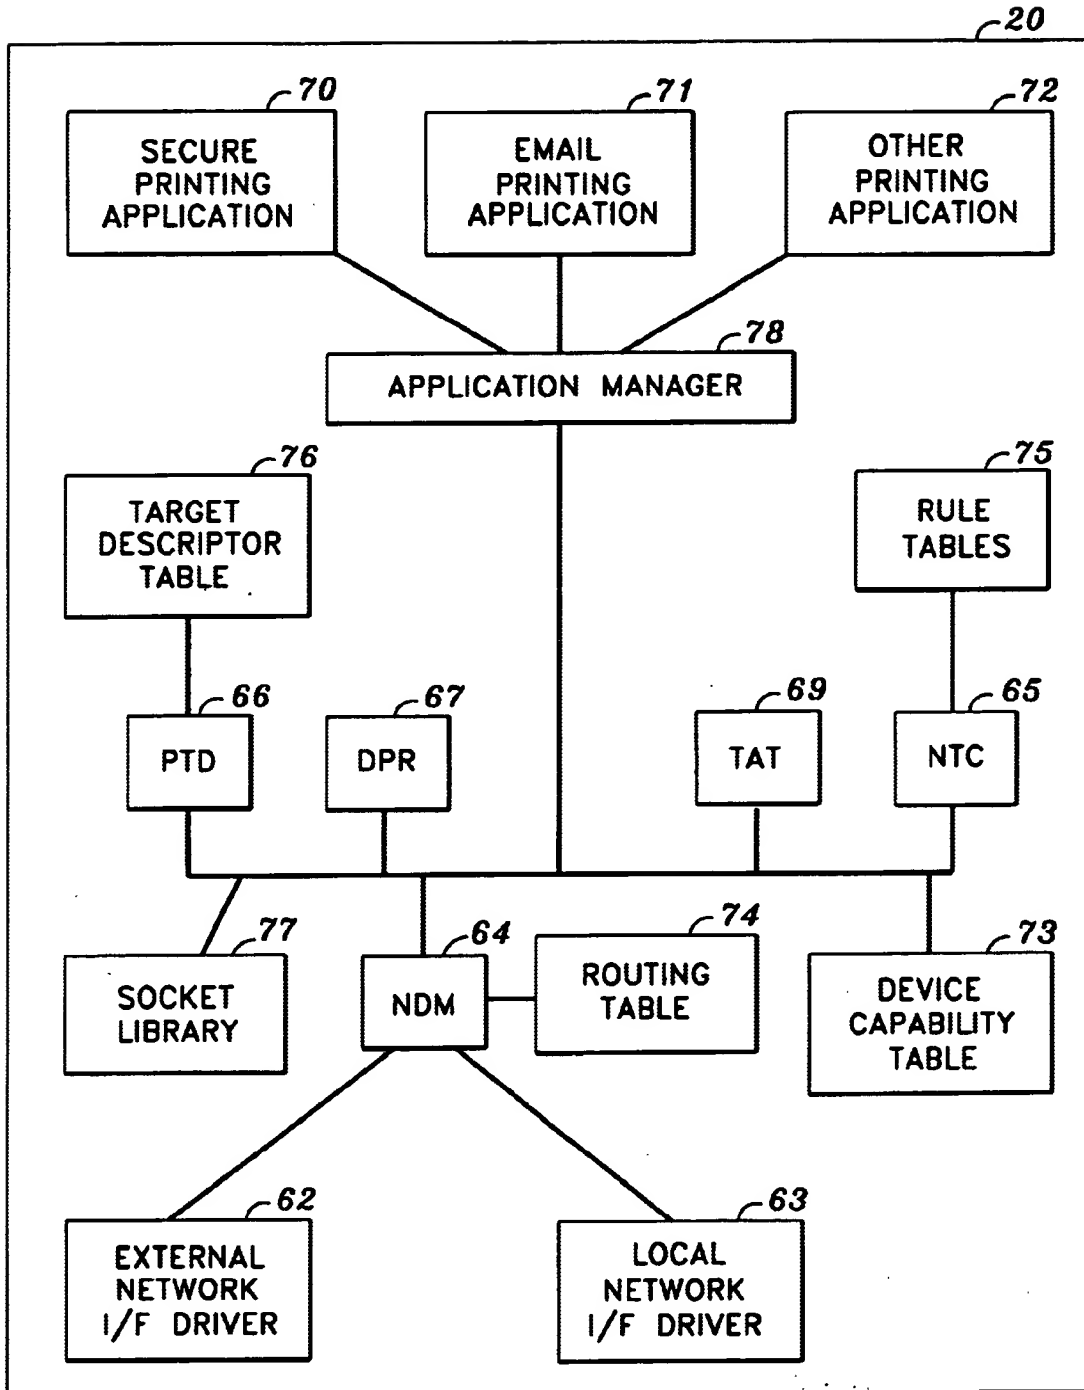 20
70
71
72
SECURE
PRINTING
APPLICATION
EMAIL
PRINTING
APPLICATION
OTHER
PRINTING
APPLICATION
78
APPLICATION MANAGER
76
75
TARGET
DESCRIPTOR
TABLE
RULE
TABLES
66
67
69
65
PTD
DPR
TAT
NTC
77
64
74
73
SOCKET
LIBRARY
NDM
ROUTING
TABLE
DEVICE
CAPABILITY
TABLE
62
63
EXTERNAL
NETWORK
I/F DRIVER
LOCAL
NETWORK
I/F DRIVER